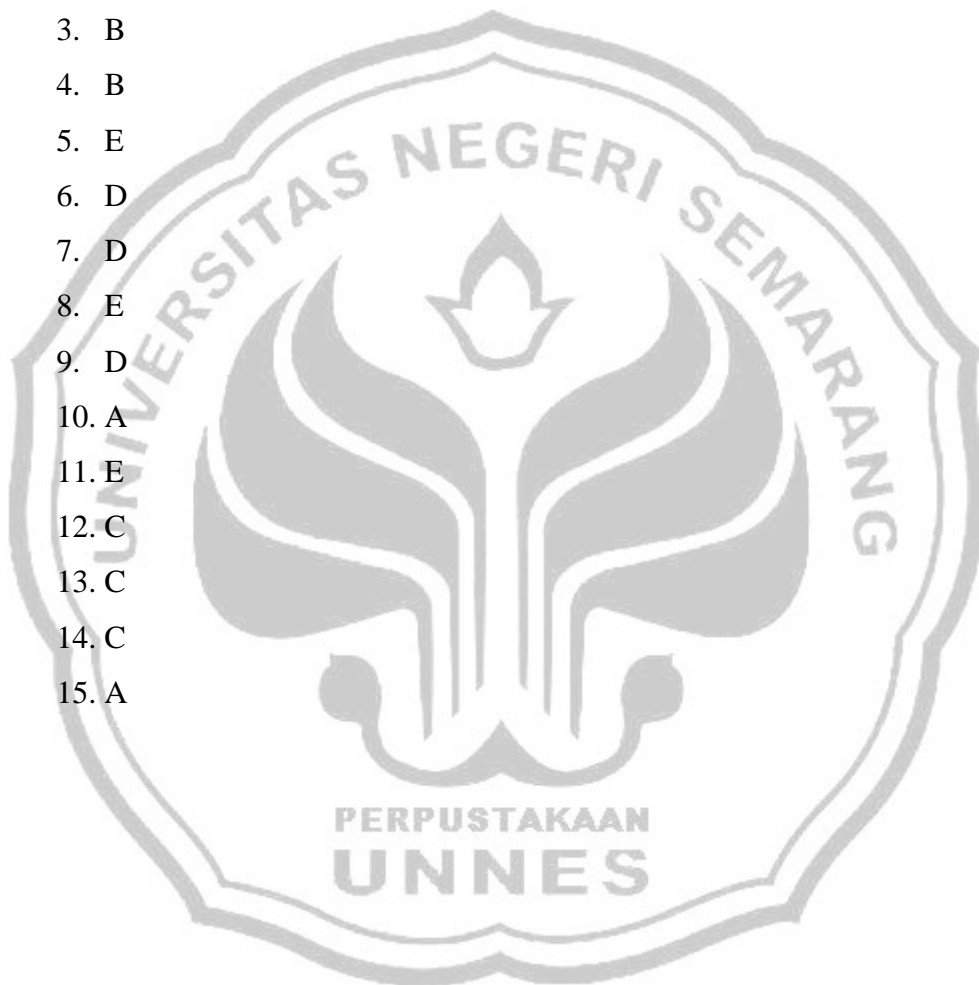 3. B
4. B
5. E
6. D
7. D
8. E
9. D
10. A
11. E
12. C
13. C
14. C
15. A
UNIVERSITAS NEGERI SEMARANG
PERPUSTAKAAN
UNNES